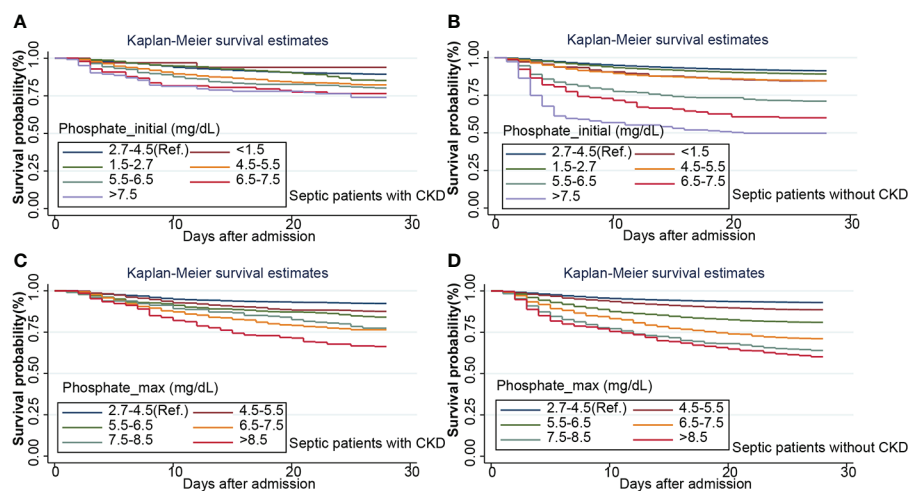 A
Kaplan-Meier survival estimates
Survival probability(%)
0.00 0.25 0.50 0.75 1.00
Phosphate_initial (mg/dL)
2.7-4.5(Ref.) <1.5
1.5-2.7 4.5-5.5
5.5-6.5 6.5-7.5
>7.5
Septic patients with CKD
0 10 20 30
Days after admission
B
Kaplan-Meier survival estimates
Survival probability(%)
0.00 0.25 0.50 0.75 1.00
Phosphate_initial (mg/dL)
2.7-4.5(Ref.) <1.5
1.5-2.7 4.5-5.5
5.5-6.5 6.5-7.5
>7.5
Septic patients without CKD
0 10 20 30
Days after admission
C
Kaplan-Meier survival estimates
Survival probability(%)
0.00 0.25 0.50 0.75 1.00
Phosphate_max (mg/dL)
2.7-4.5(Ref.) 4.5-5.5
5.5-6.5 6.5-7.5
7.5-8.5 >8.5
Septic patients with CKD
0 10 20 30
Days after admission
D
Kaplan-Meier survival estimates
Survival probability(%)
0.00 0.25 0.50 0.75 1.00
Phosphate_max (mg/dL)
2.7-4.5(Ref.) 4.5-5.5
5.5-6.5 6.5-7.5
7.5-8.5 >8.5
Septic patients without CKD
0 10 20 30
Days after admission